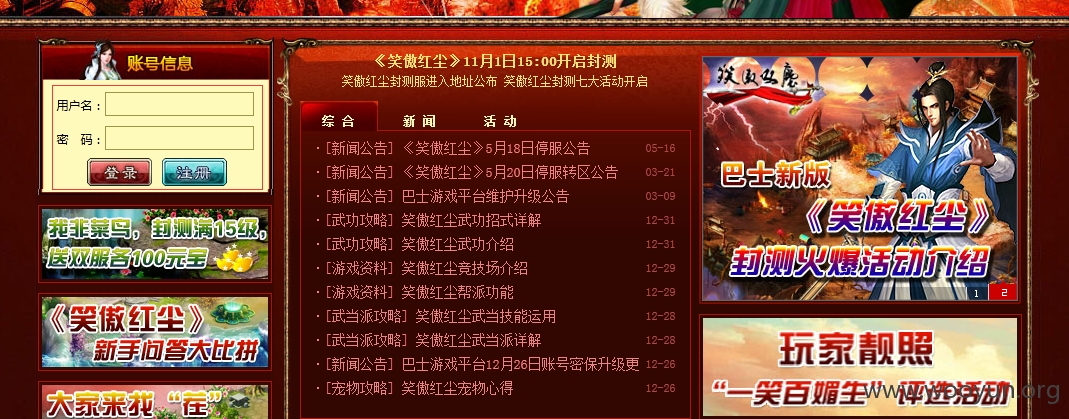 账号信息
用户名：
密 码：
登录 注册
我非菜鸟，封测满15级，
送双服各100元宝
《笑傲红尘》
新手问答大比拼
大家来找“茬”
《笑傲红尘》11月1日15:00开启封测
笑傲红尘封测服进入地址公布 笑傲红尘封测七大活动开启
综 合 新 闻 活 动
·[新闻公告]《笑傲红尘》5月18日停服公告 05-16
·[新闻公告]《笑傲红尘》5月20日停服转区公告 03-21
·[新闻公告] 巴士游戏平台维护升级公告 03-09
·[武功攻略] 笑傲红尘武功招式详解 12-31
·[武功攻略] 笑傲红尘武功介绍 12-31
·[游戏资料] 笑傲红尘竞技场介绍 12-29
·[游戏资料] 笑傲红尘帮派功能 12-29
·[武当派攻略] 笑傲红尘武当技能运用 12-28
·[武当派攻略] 笑傲红尘武当派详解 12-28
·[新闻公告] 巴士游戏平台12月26日账号密保升级更 12-26
·[宠物攻略] 笑傲红尘宠物心得 12-26
笑傲红尘
巴士新版
《笑傲红尘》
封测火爆活动介绍
1 2
玩家靓照
“一笑百媚生”评选活动
www.wooyun.org